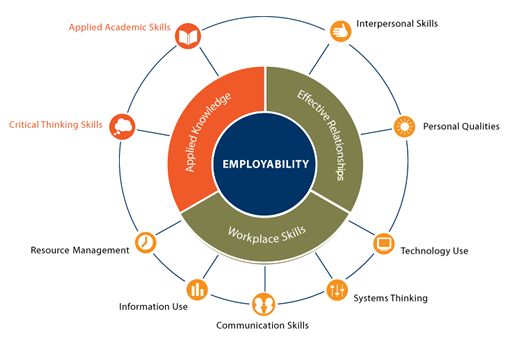 Applied Academic Skills
Interpersonal Skills
Critical Thinking Skills
Applied Knowledge
Effective Relationships
Personal Qualities
EMPLOYABILITY
Workplace Skills
Resource Management
Technology Use
Information Use
Systems Thinking
Communication Skills